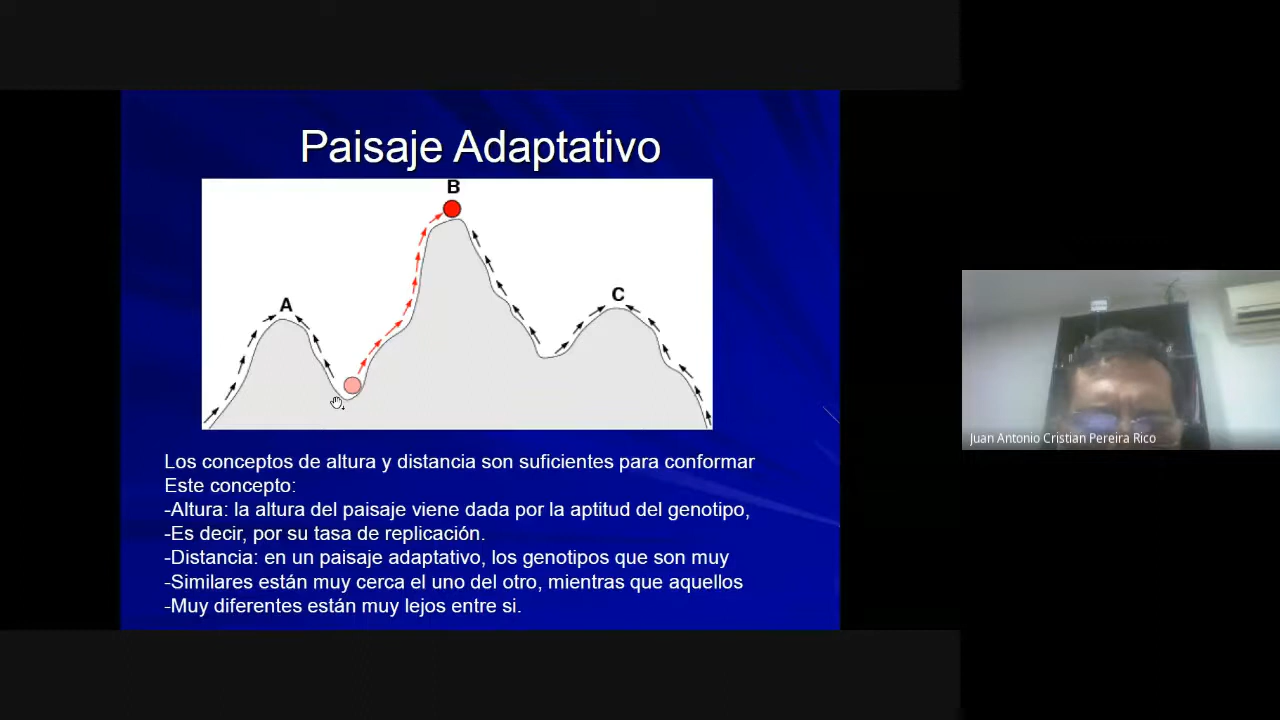 Paisaje Adaptativo
B
A
C
Los conceptos de altura y distancia son suficientes para conformar
Este concepto:
-Altura: la altura del paisaje viene dada por la aptitud del genotipo,
-Es decir, por su tasa de replicación.
-Distancia: en un paisaje adaptativo, los genotipos que son muy
-Similares están muy cerca el uno del otro, mientras que aquellos
-Muy diferentes están muy lejos entre si.
Juan Antonio Cristian Pereira Rico